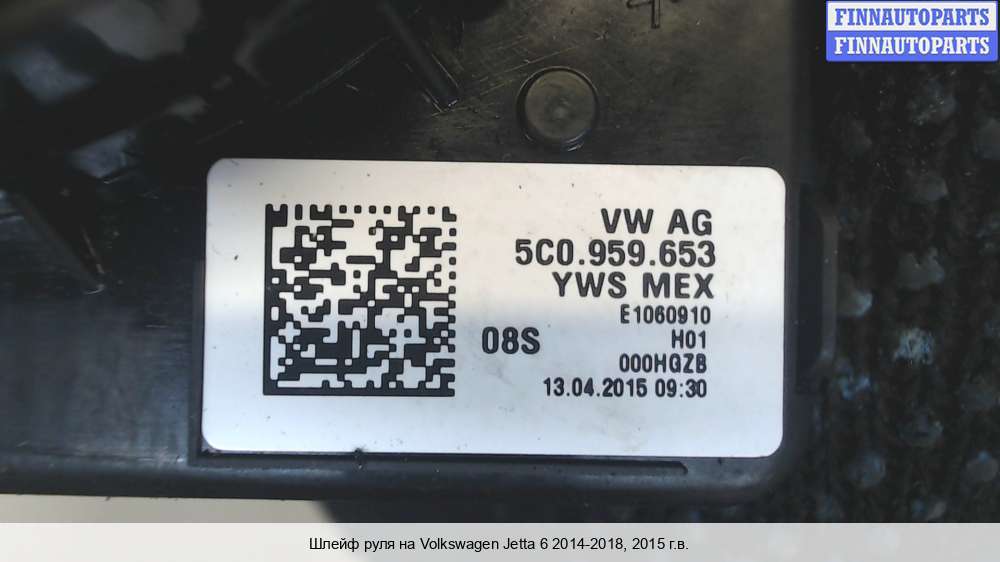 FINNAUTOPARTS
FINNAUTOPARTS
VW AG
5C0.959.653
YWS MEX
E1060910
08S
H01
000HGZB
13.04.2015 09:30
Шлейф руля на Volkswagen Jetta 6 2014-2018, 2015 г.в.